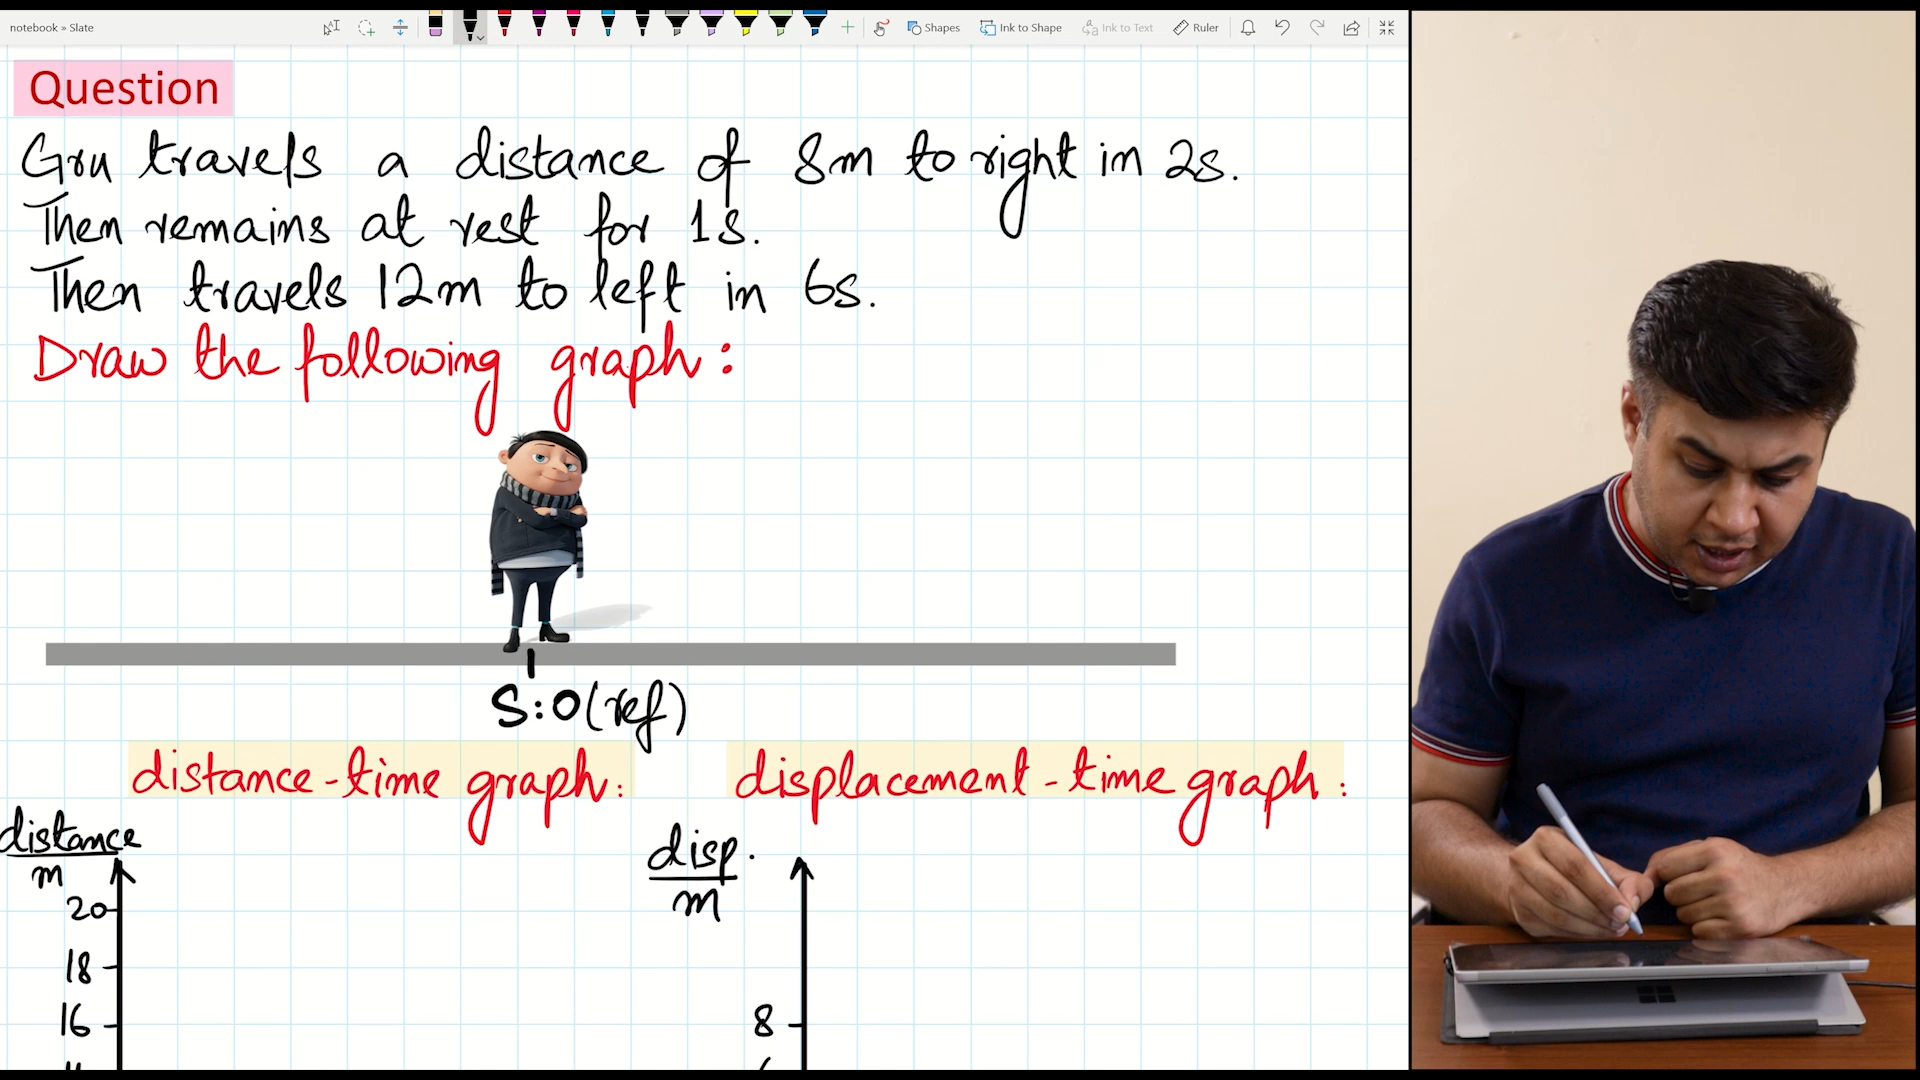 notebook » Slate
Shapes Ink to Shape Ink to Text Ruler
Question
Gru travels a distance of 8m to right in 2s.
Then remains at rest for 1s.
Then travels 12m to left in 6s.
Draw the following graph:
S:0(ref)
distance-time graph:
displacement-time graph:
distance
m
20
18
16
disp.
m
8